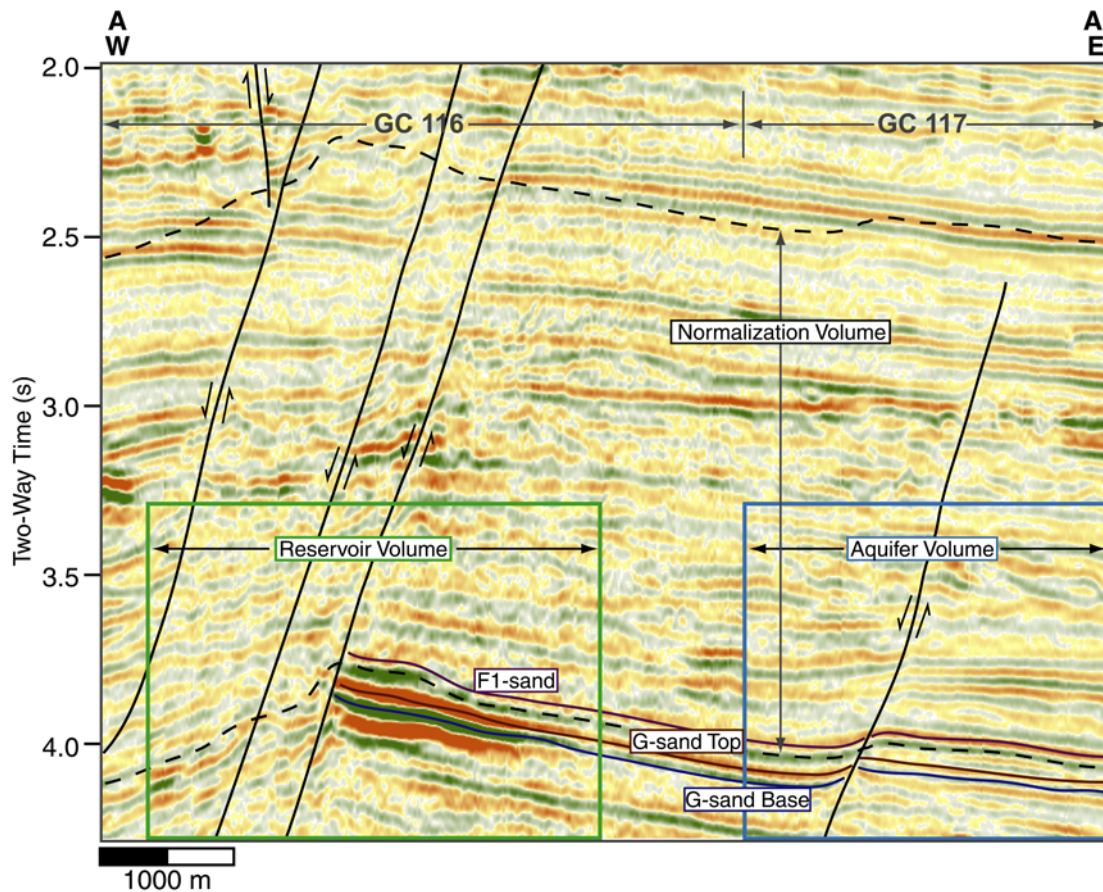 A
W
A
E
2.0
GC 116
GC 117
2.5
Normalization Volume
3.0
Two-Way Time (s)
Reservoir Volume
Aquifer Volume
3.5
F1-sand
G-sand Top
4.0
G-sand Base
1000 m